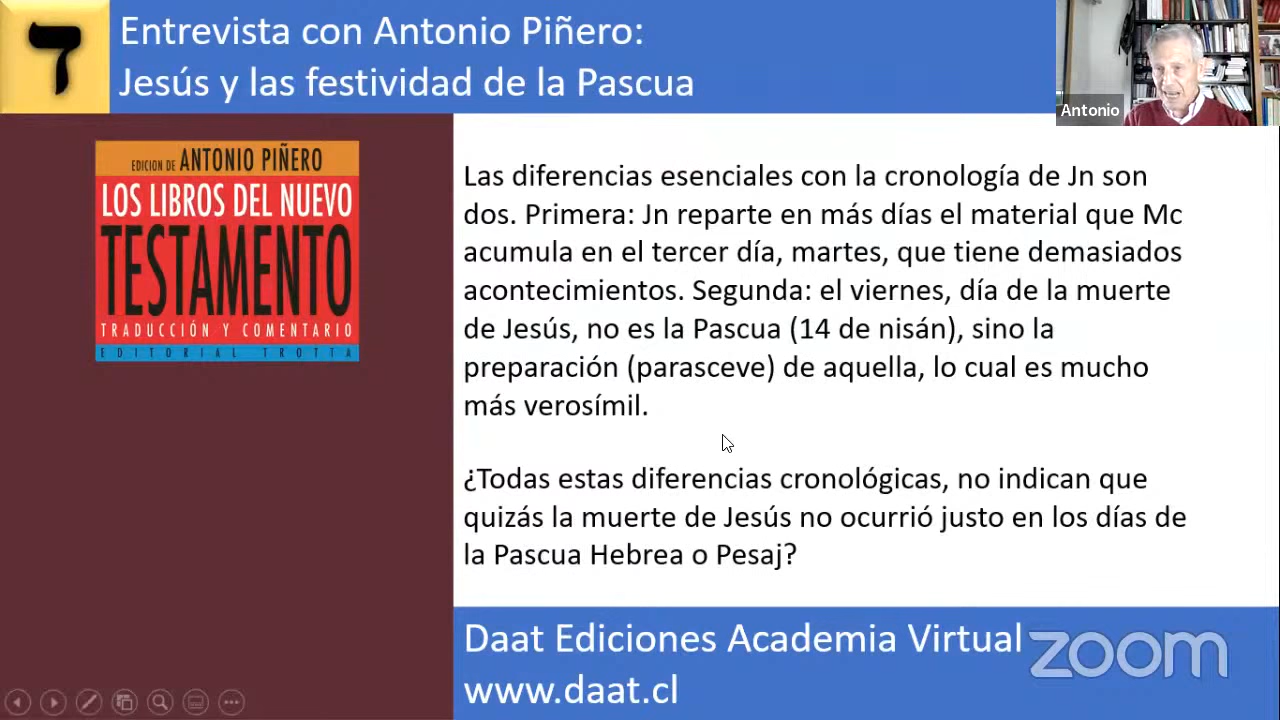 ד
Entrevista con Antonio Piñero:
Jesús y las festividad de la Pascua
Antonio
EDICION DE ANTONIO PIÑERO
LOS LIBROS DEL NUEVO
TESTAMENTO
TRADUCCIÓN Y COMENTARIO
EDITORIAL TROTTA
Las diferencias esenciales con la cronología de Jn son
dos. Primera: Jn reparte en más días el material que Mc
acumula en el tercer día, martes, que tiene demasiados
acontecimientos. Segunda: el viernes, día de la muerte
de Jesús, no es la Pascua (14 de nisán), sino la
preparación (parasceve) de aquella, lo cual es mucho
más verosímil.
¿Todas estas diferencias cronológicas, no indican que
quizás la muerte de Jesús no ocurrió justo en los días de
la Pascua Hebrea o Pesaj?
Daat Ediciones Academia Virtual
www.daat.cl
zoom